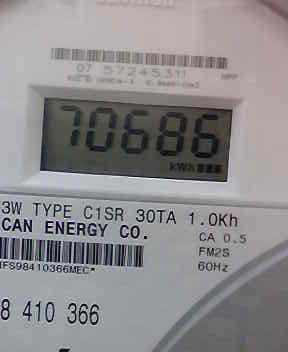 07 57245311
70686
kWh
3W TYPE C1SR 30TA 1.0Kh
CAN ENERGY CO.
CA 0.5
FM2S
IFS98410366MEC*
60Hz
8 410 366